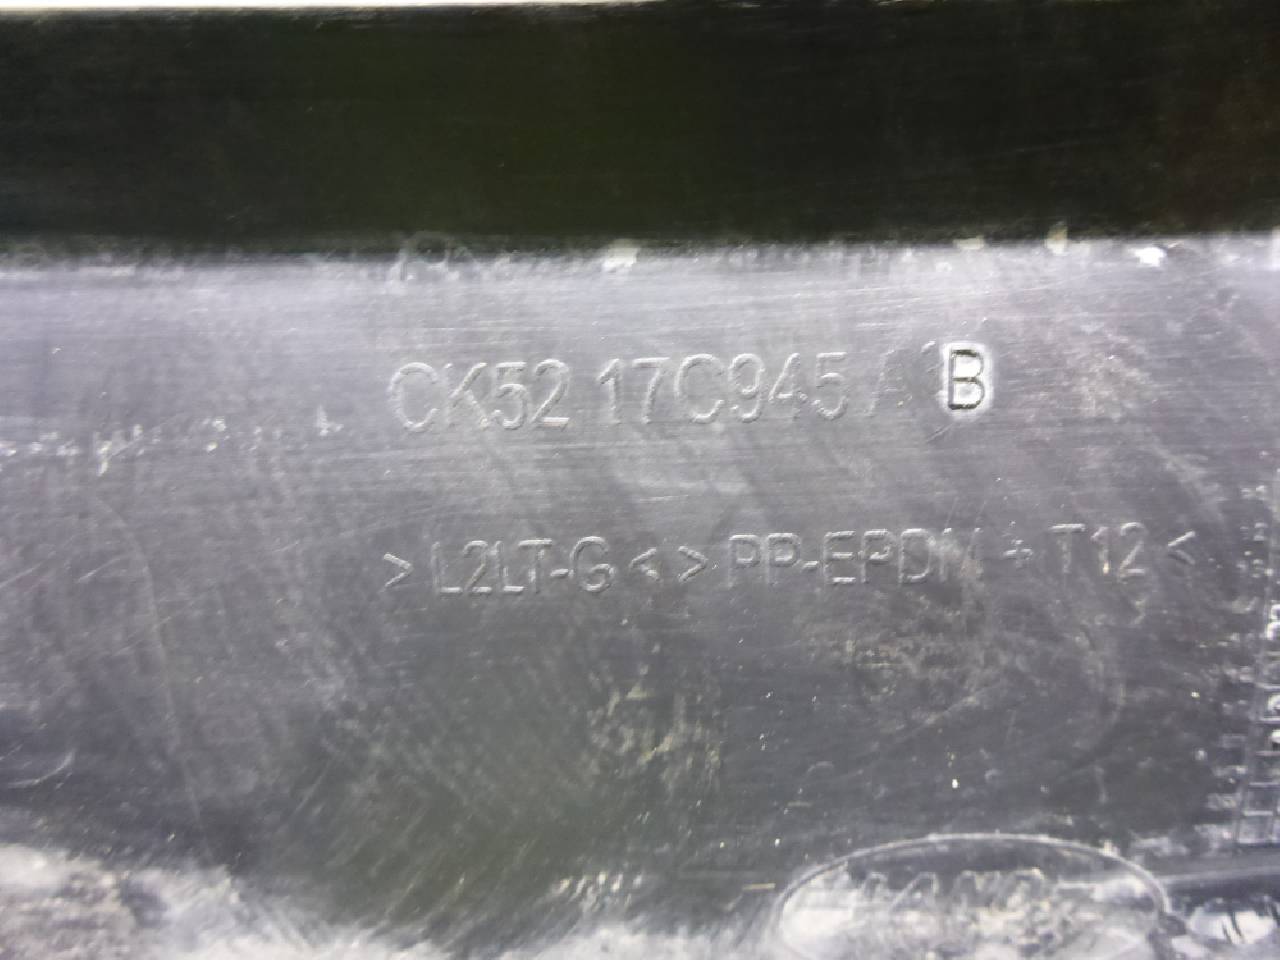 CK52 17C945 A B
>L2LT-G< >PP-EPDM + T12<